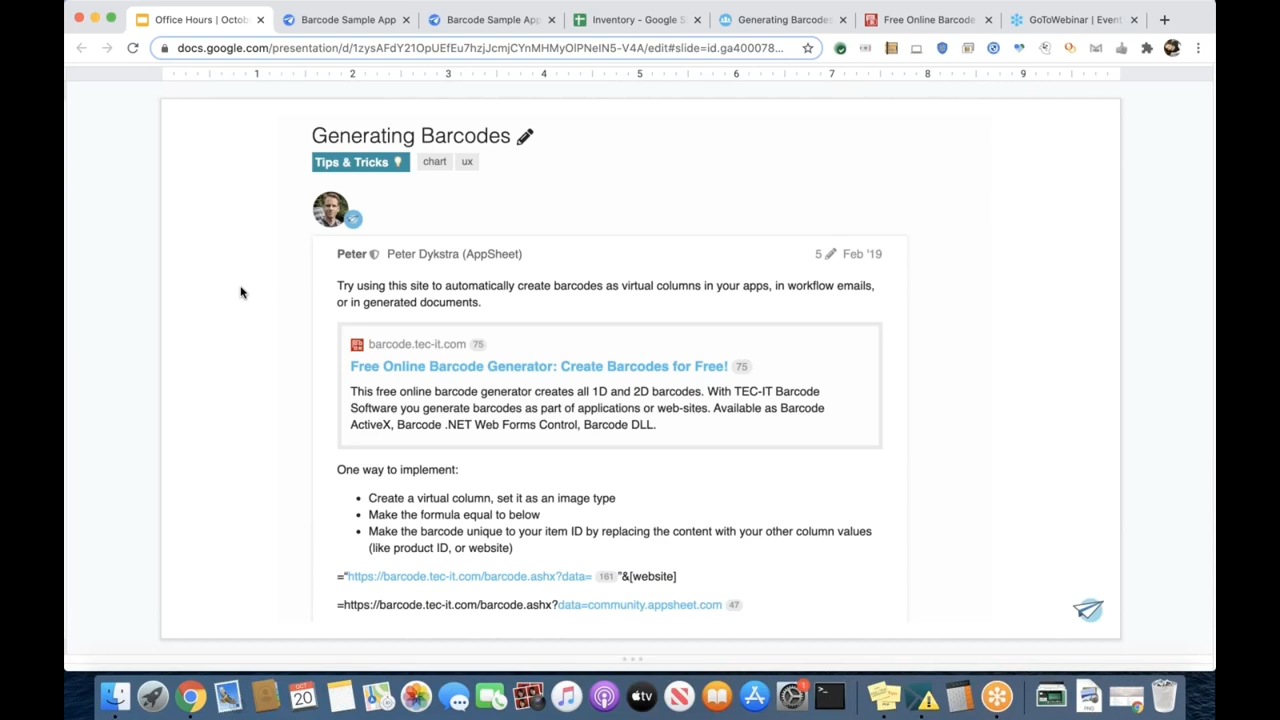 Office Hours | Octob
Barcode Sample App
Barcode Sample App
Inventory - Google S
Generating Barcodes
Free Online Barcode
GoToWebinar | Event
docs.google.com/presentation/d/1zysAFdY21OpUEfEu7hzjJcmjCYnMHMyOlPNeIN5-V4A/edit#slide=id.ga400078...
1 2 3 4 5 6 7 8 9
Generating Barcodes
Tips & Tricks chart ux
Peter Peter Dykstra (AppSheet) 5 Feb '19
Try using this site to automatically create barcodes as virtual columns in your apps, in workflow emails,
or in generated documents.
barcode.tec-it.com 75
Free Online Barcode Generator: Create Barcodes for Free! 75
This free online barcode generator creates all 1D and 2D barcodes. With TEC-IT Barcode
Software you generate barcodes as part of applications or web-sites. Available as Barcode
ActiveX, Barcode .NET Web Forms Control, Barcode DLL.
One way to implement:
• Create a virtual column, set it as an image type
• Make the formula equal to below
• Make the barcode unique to your item ID by replacing the content with your other column values
(like product ID, or website)
="https://barcode.tec-it.com/barcode.ashx?data= 161 "&[website]
=https://barcode.tec-it.com/barcode.ashx?data=community.appsheet.com 47
OCT
20
tv
1
PNG